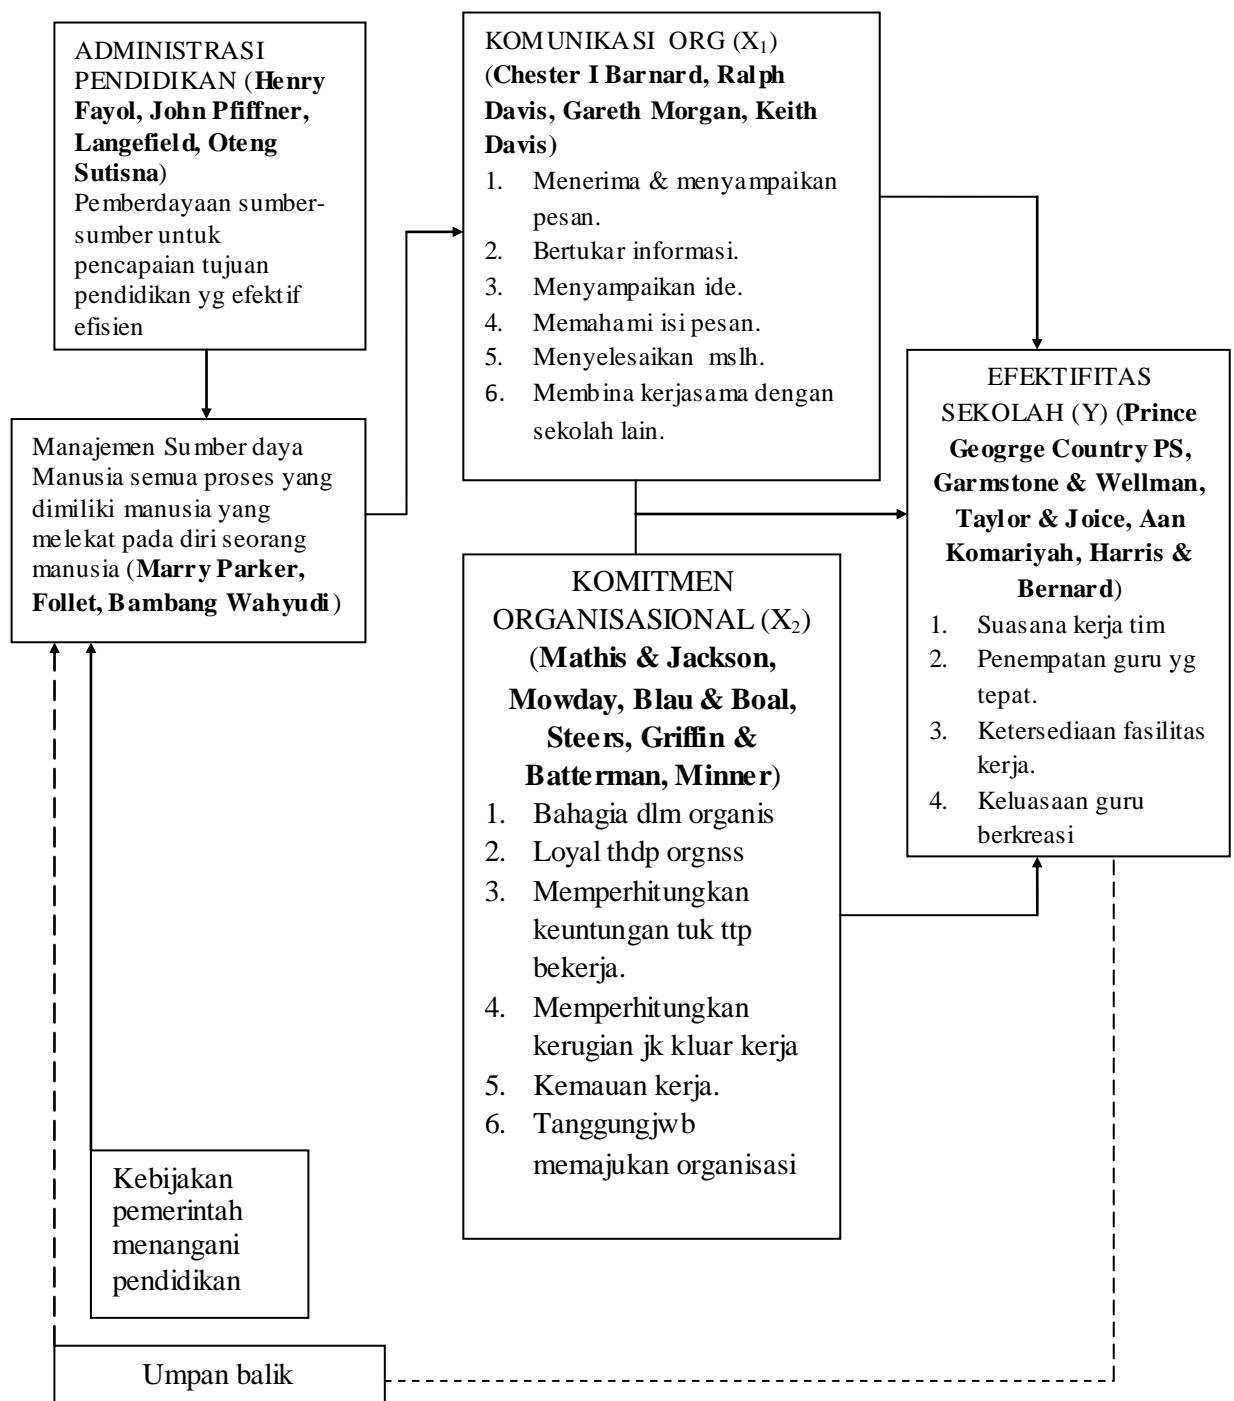 ADMINISTRASI
PENDIDIKAN (Henry
Fayol, John Pfiffner,
Langefield, Oteng
Sutisna)
Pemberdayaan sumber-
sumber untuk
pencapaian tujuan
pendidikan yg efektif
efisien
Manajemen Sumber daya
Manusia semua proses yang
dimiliki manusia yang
melekat pada diri seorang
manusia (Marry Parker,
Follet, Bambang Wahyudi)
Kebijakan
pemerintah
menangani
pendidikan
Umpan balik
KOMUNIKASI ORG (X₁)
(Chester I Barnard, Ralph
Davis, Gareth Morgan, Keith
Davis)
1. Menerima & menyampaikan
pesan.
2. Bertukar informasi.
3. Menyampaikan ide.
4. Memahami isi pesan.
5. Menyelesaikan mslh.
6. Membina kerjasama dengan
sekolah lain.
KOMITMEN
ORGANISASIONAL (X₂)
(Mathis & Jackson,
Mowday, Blau & Boal,
Steers, Griffin &
Batterman, Minner)
1. Bahagia dlm organis
2. Loyal thdp orgnss
3. Memperhitungkan
keuntungan tuk ttp
bekerja.
4. Memperhitungkan
kerugian jk kluar kerja
5. Kemauan kerja.
6. Tanggungjwb
memajukan organisasi
EFEKTIFITAS
SEKOLAH (Y) (Prince
Geogrge Country PS,
Garmstone & Wellman,
Taylor & Joice, Aan
Komariyah, Harris &
Bernard)
1. Suasana kerja tim
2. Penempatan guru yg
tepat.
3. Ketersediaan fasilitas
kerja.
4. Keluasaan guru
berkreasi